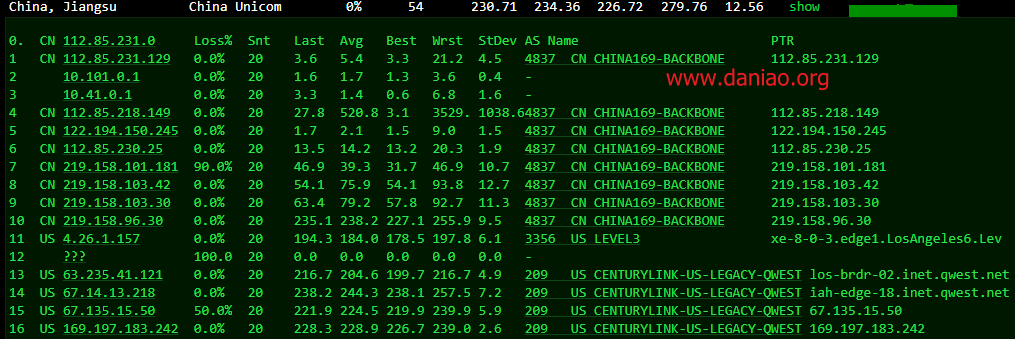 China, Jiangsu China Unicom 0% 54 230.71 234.36 226.72 279.76 12.56 show
0. CN 112.85.231.0 Loss% Snt Last Avg Best Wrst StDev AS Name PTR
1 CN 112.85.231.129 0.0% 20 3.6 5.4 3.3 21.2 4.5 4837 CN CHINA169-BACKBONE 112.85.231.129
2 10.101.0.1 0.0% 20 1.6 1.7 1.3 3.6 0.4 -
www.daniao.org
3 10.41.0.1 0.0% 20 3.3 1.4 0.6 6.8 1.6 -
4 CN 112.85.218.149 0.0% 20 27.8 520.8 3.1 3529. 1038.64837 CN CHINA169-BACKBONE 112.85.218.149
5 CN 122.194.150.245 0.0% 20 1.7 2.1 1.5 9.0 1.5 4837 CN CHINA169-BACKBONE 122.194.150.245
6 CN 112.85.230.25 0.0% 20 13.5 14.2 13.2 20.3 1.9 4837 CN CHINA169-BACKBONE 112.85.230.25
7 CN 219.158.101.181 90.0% 20 46.9 39.3 31.7 46.9 10.7 4837 CN CHINA169-BACKBONE 219.158.101.181
8 CN 219.158.103.42 0.0% 20 54.1 75.9 54.1 93.8 12.7 4837 CN CHINA169-BACKBONE 219.158.103.42
9 CN 219.158.103.30 0.0% 20 63.4 79.2 57.8 92.7 11.3 4837 CN CHINA169-BACKBONE 219.158.103.30
10 CN 219.158.96.30 0.0% 20 235.1 238.2 227.1 255.9 9.5 4837 CN CHINA169-BACKBONE 219.158.96.30
11 US 4.26.1.157 0.0% 20 194.3 184.0 178.5 197.8 6.1 3356 US LEVEL3 xe-8-0-3.edge1.LosAngeles6.Lev
12 ??? 100.0 20 0.0 0.0 0.0 0.0 0.0 -
13 US 63.235.41.121 0.0% 20 216.7 204.6 199.7 216.7 4.9 209 US CENTURYLINK-US-LEGACY-QWEST los-brdr-02.inet.qwest.net
14 US 67.14.13.218 0.0% 20 238.2 244.3 238.1 257.5 7.2 209 US CENTURYLINK-US-LEGACY-QWEST iah-edge-18.inet.qwest.net
15 US 67.135.15.50 50.0% 20 221.9 224.5 219.9 239.9 5.9 209 US CENTURYLINK-US-LEGACY-QWEST 67.135.15.50
16 US 169.197.183.242 0.0% 20 228.3 228.9 226.7 239.0 2.6 209 US CENTURYLINK-US-LEGACY-QWEST 169.197.183.242